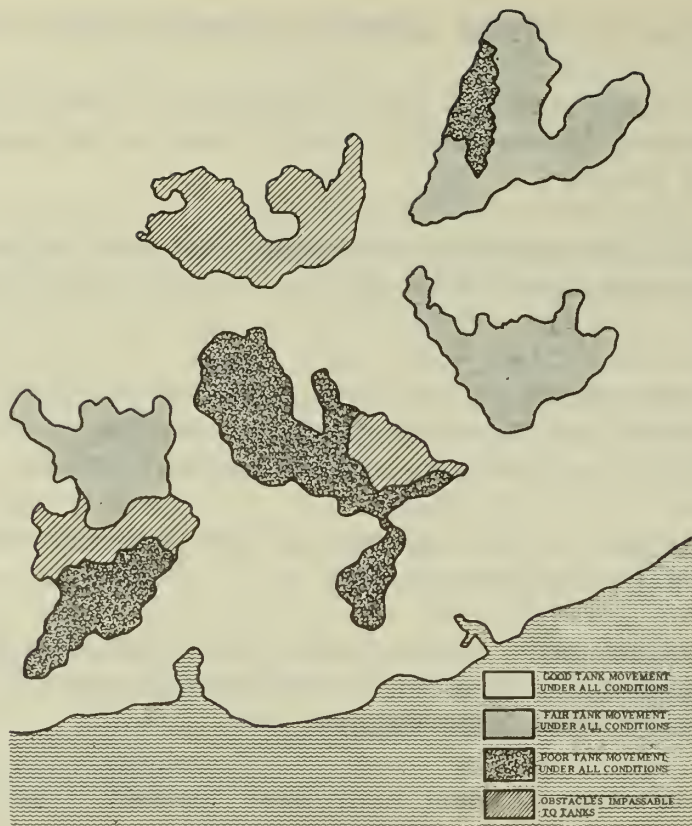 GOOD TANK MOVEMENT
UNDER ALL CONDITIONS
FAIR TANK MOVEMENT
UNDER ALL CONDITIONS
POOR TANK MOVEMENT
UNDER ALL CONDITIONS
OBSTACLES IMPASSABLE
TO TANKS